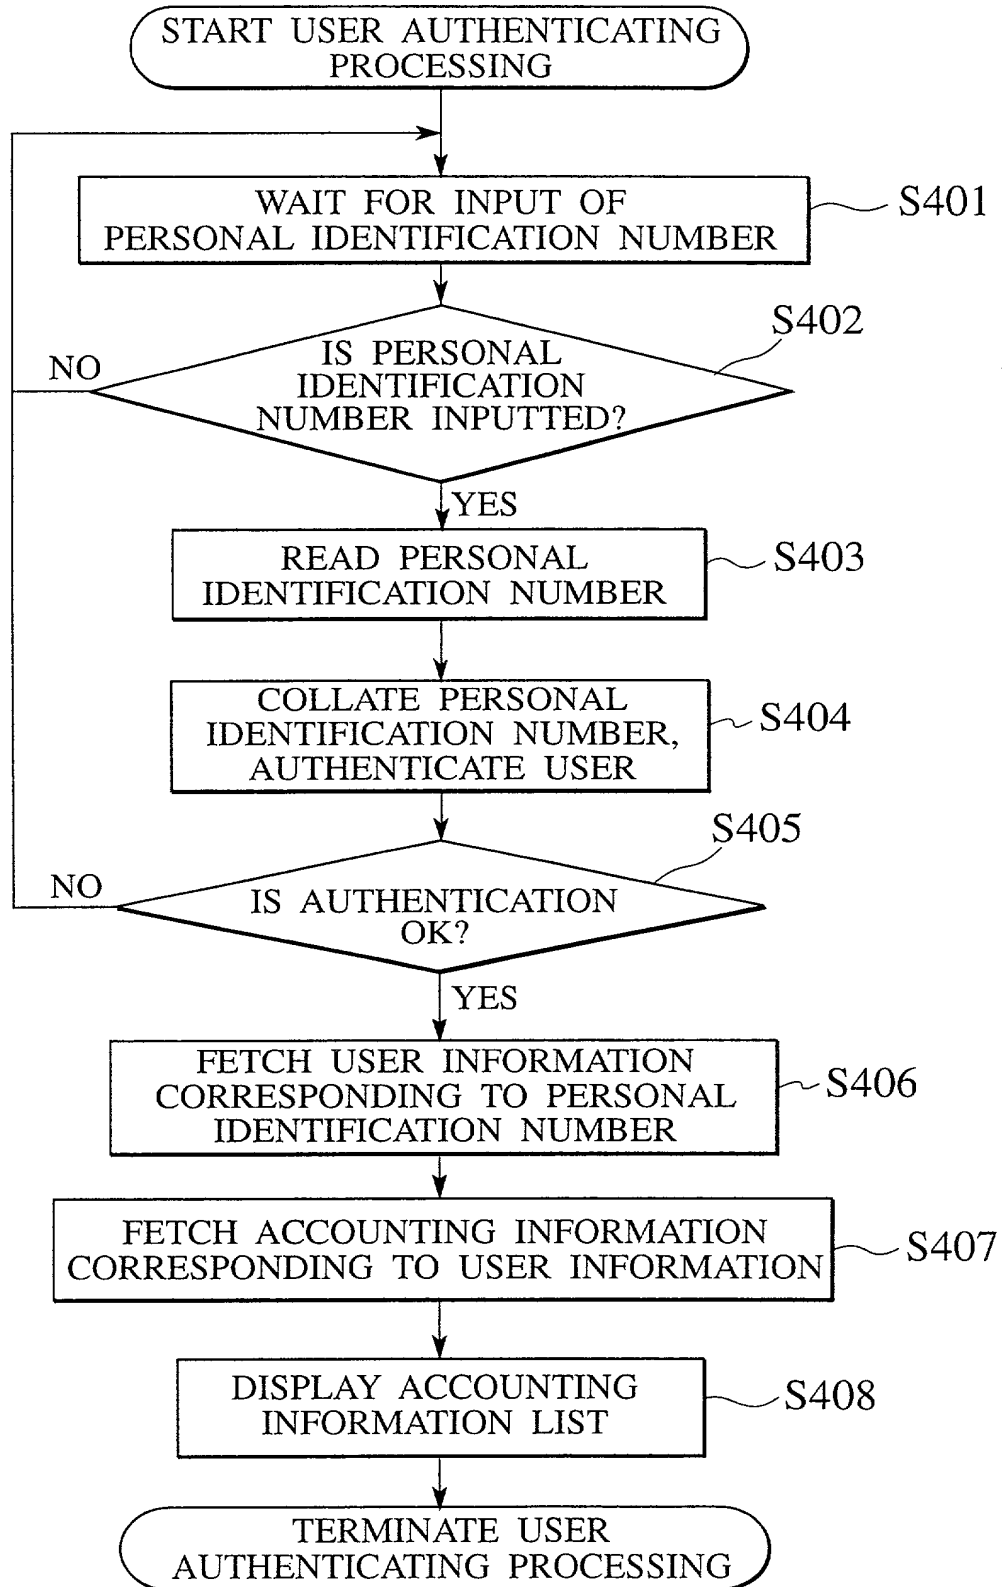 START USER AUTHENTICATING
PROCESSING
WAIT FOR INPUT OF
PERSONAL IDENTIFICATION NUMBER
S401
S402
IS PERSONAL
IDENTIFICATION
NUMBER INPUTTED?
NO
YES
READ PERSONAL
IDENTIFICATION NUMBER
S403
COLLATE PERSONAL
IDENTIFICATION NUMBER,
AUTHENTICATE USER
S404
S405
IS AUTHENTICATION
OK?
NO
YES
FETCH USER INFORMATION
CORRESPONDING TO PERSONAL
IDENTIFICATION NUMBER
S406
FETCH ACCOUNTING INFORMATION
CORRESPONDING TO USER INFORMATION
S407
DISPLAY ACCOUNTING
INFORMATION LIST
S408
TERMINATE USER
AUTHENTICATING PROCESSING